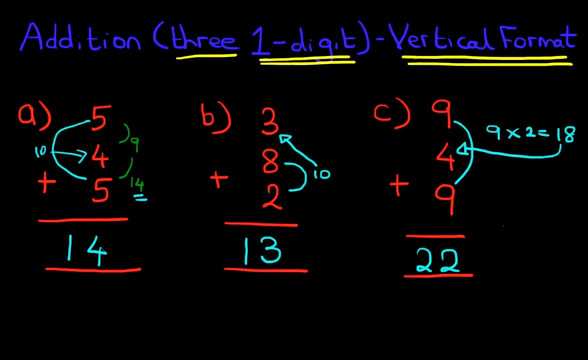 Addition (three 1-digit) - Vertical Format
a) 5
4
+ 5
14
10
9
14
b) 3
8
+ 2
13
10
c) 9
4
+ 9
22
9 x 2 = 18